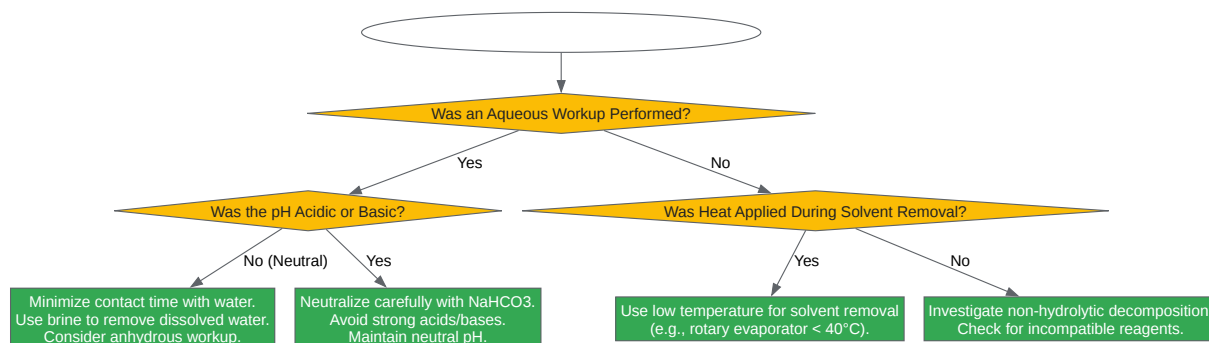 Was an Aqueous Workup Performed?
Yes
No
Was the pH Acidic or Basic?
Was Heat Applied During Solvent Removal?
No (Neutral)
Yes
Yes
No
Minimize contact time with water.
Use brine to remove dissolved water.
Consider anhydrous workup.
Neutralize carefully with NaHCO3.
Avoid strong acids/bases.
Maintain neutral pH.
Use low temperature for solvent removal
(e.g., rotary evaporator < 40°C).
Investigate non-hydrolytic decomposition
Check for incompatible reagents.